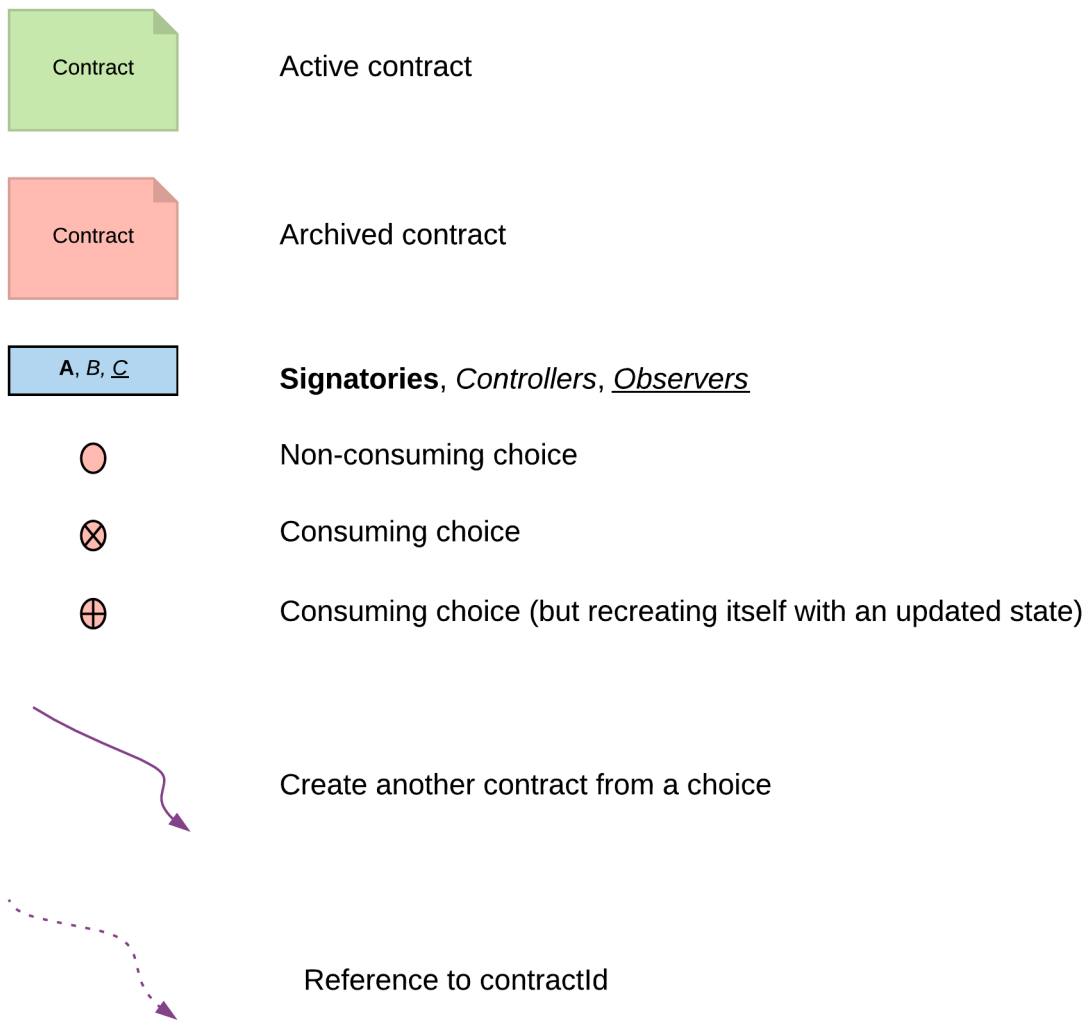 Contract
Active contract
Contract
Archived contract
A, B, C
Signatories, Controllers, Observers
Non-consuming choice
Consuming choice
Consuming choice (but recreating itself with an updated state)
Create another contract from a choice
Reference to contractId